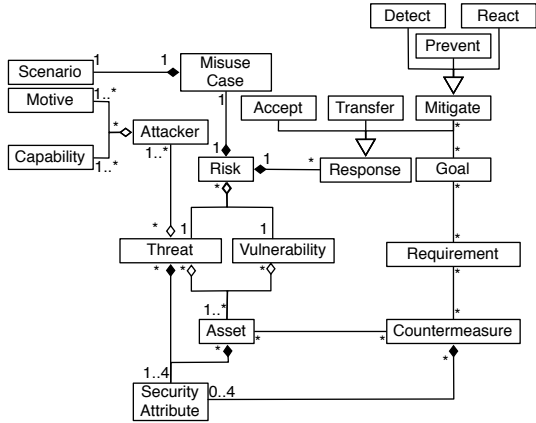 Detect
React
Prevent
Scenario
1
1
Misuse
Case
Motive
1..*
Accept
Transfer
Mitigate
*
Attacker
1
*
Capability
1..*
1..*
1
Risk
1
*
Response
*
Goal
*
*
*
1
1
*
Threat
Vulnerability
Requirement
*
*
*
*
1..*
*
Asset
*
*
Countermeasure
*
*
1..4
0..4
Security
Attribute